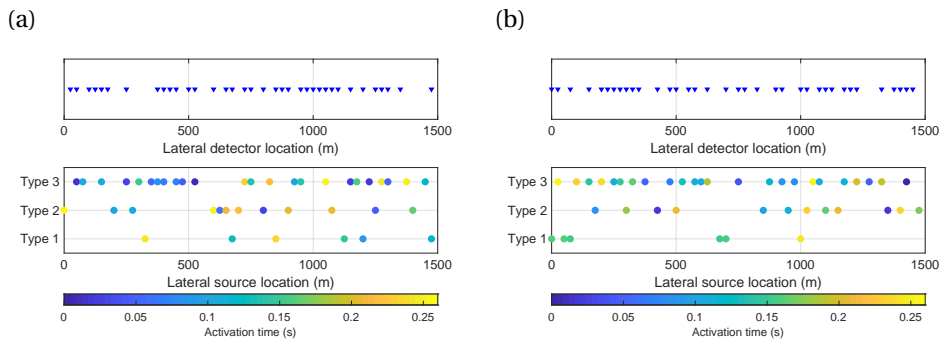 (a)
0 500 1000 1500
Lateral detector location (m)
Type 3
Type 2
Type 1
0 500 1000 1500
Lateral source location (m)
0 0.05 0.1 0.15 0.2 0.25
Activation time (s)
(b)
0 500 1000 1500
Lateral detector location (m)
Type 3
Type 2
Type 1
0 500 1000 1500
Lateral source location (m)
0 0.05 0.1 0.15 0.2 0.25
Activation time (s)